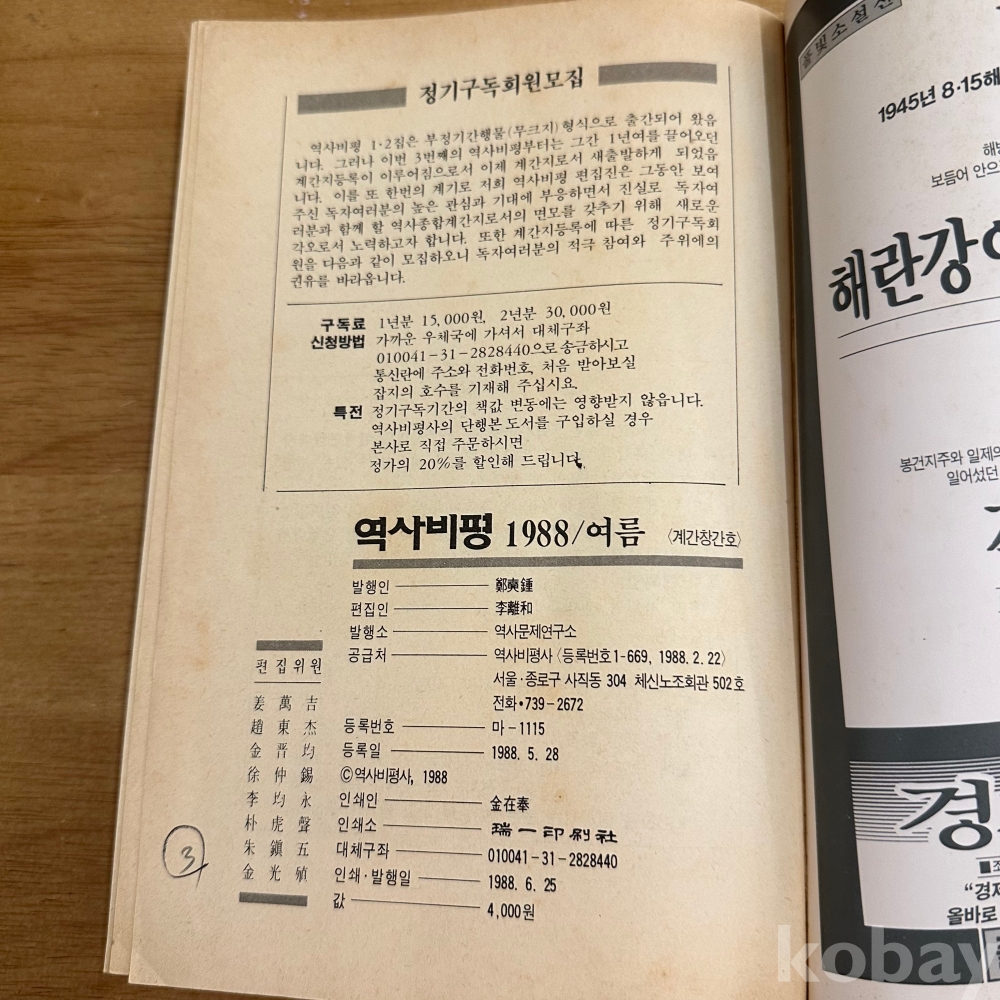 정기구독회원모집
역사비평 1·2집은 부정기간행물(무크지)형식으로 출간되어 왔읍
니다. 그러나 이번 3번째의 역사비평부터는 그간 1년여를 끌어오던
계간지등록이 이루어짐으로서 이제 계간지로서 새출발하게 되었읍
니다. 이를 또 한번의 계기로 저희 역사비평 편집진은 그동안 보여
주신 독자여러분의 높은 관심과 기대에 부응하면서 진실로 독자여
러분과 함께 할 역사종합계간지로서의 면모를 갖추기 위해 새로운
각오로서 노력하고자 합니다. 또한 계간지등록에 따른 정기구독회
원을 다음과 같이 모집하오니 독자여러분의 적극 참여와 주위에의
권유를 바라옵니다.
구독료 1년분 15,000원, 2년분 30,000원
신청방법 가까운 우체국에 가셔서 대체구좌
010041-31-2828440으로 송금하시고
통신란에 주소와 전화번호, 처음 받아보실
잡지의 호수를 기재해 주십시요.
특전 정기구독기간의 책값 변동에는 영향받지 않읍니다.
역사비평사의 단행본 도서를 구입하실 경우
본사로 직접 주문하시면
정가의 20%를 할인해 드립니다.
역사비평 1988/여름 〈계간창간호〉
발행인 鄭奭鍾
편집인 李離和
발행소 역사문제연구소
공급처 역사비평사〈등록번호1-669, 1988. 2. 22〉
서울·종로구 사직동 304 체신노조회관 502호
전화·739-2672
등록번호 마-1115
등록일 1988. 5. 28
ⓒ역사비평사, 1988
인쇄인 金在奉
인쇄소 瑞一印刷社
대체구좌 010041-31-2828440
인쇄·발행일 1988. 6. 25
값 4,000원
편집위원
姜萬吉
趙東杰
金晋均
徐仲錫
李均永
朴虎聲
朱鎭五
金光殖
3
솔빛소설선
1945년 8·15해
해방
보듬어 안으
해란강0
봉건지주와 일제의
일어섰던
경
"경제
올바로
kobay